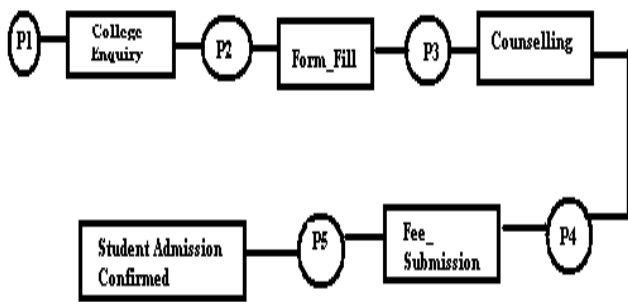 P1
College
Enquiry
P2
Form_Fill
P3
Counselling
P4
Fee_
Submission
P5
Student Admission
Confirmed